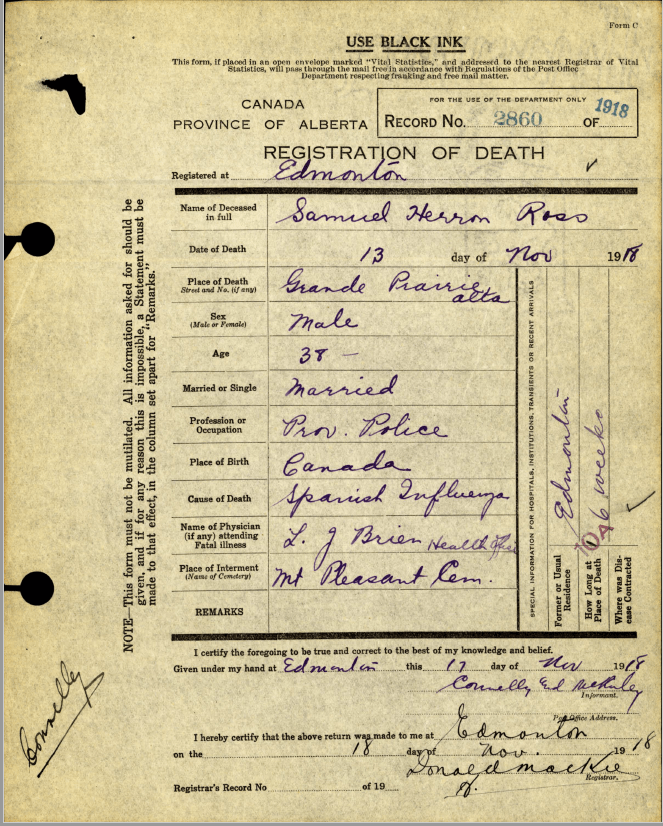 Form C
USE BLACK INK
This form, if placed in an open envelope marked "Vital Statistics," and addressed to the nearest Registrar of Vital
Statistics, will pass through the mail free in accordance with Regulations of the Post Office
Department respecting franking and free mail matter.
CANADA
PROVINCE OF ALBERTA
FOR THE USE OF THE DEPARTMENT ONLY
RECORD No. 2860 OF 1918
REGISTRATION OF DEATH
Registered at Edmonton
NOTE—This form must not be mutilated. All information asked for should be
given, and if for any reason this is impossible, a Statement must be
made to that effect, in the column set apart for "Remarks."
Name of Deceased
in full
Samuel Herron Ross
Date of Death
13 day of Nov 1918
Place of Death
Street and No. (if any)
Grande Prairie
alta
Sex
(Male or Female)
Male
Age
38 —
Married or Single
Married
Profession or
Occupation
Prov. Police
Place of Birth
Canada
Cause of Death
Spanish Influenza
Name of Physician
(if any) attending
Fatal illness
L. J Brien Health
Place of Interment
(Name of Cemetery)
Mt Pleasant Cem.
REMARKS
SPECIAL INFORMATION FOR HOSPITALS, INSTITUTIONS, TRANSIENTS OR RECENT ARRIVALS
Former or Usual
Residence
Edmonton
How Long at
Place of Death
6 weeks
Where was Dis-
ease Contracted
I certify the foregoing to be true and correct to the best of my knowledge and belief.
Given under my hand at Edmonton this 17 day of Nov 1918
Connelly
Informant.
Post Office Address.
I hereby certify that the above return was made to me at Edmonton
on the 18 day of Nov. 1918
Donald Mackie
Registrar.
Registrar's Record No of 19
Connelly